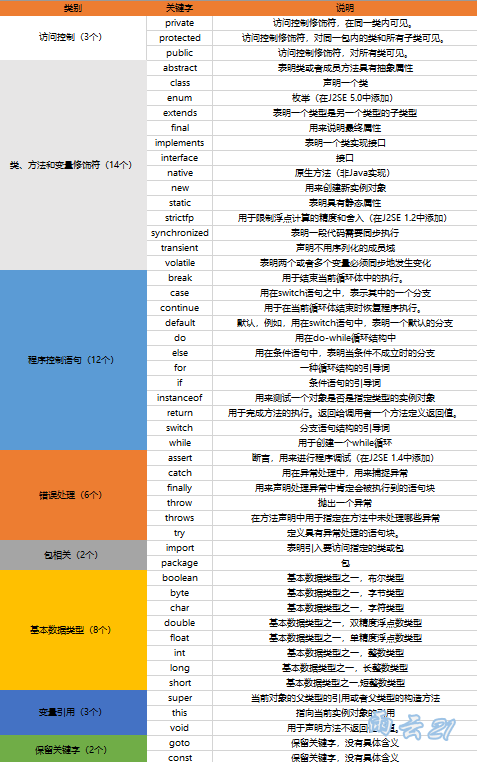 类别 关键字 说明
访问控制（3个） private 访问控制修饰符，在同一类内可见。
protected 访问控制修饰符，对同一包内的类和所有子类可见。
public 访问控制修饰符，对所有类可见。
类、方法和变量修饰符（14个） abstract 表明类或者成员方法具有抽象属性
class 声明一个类
enum 枚举（在J2SE 5.0中添加）
extends 表明一个类型是另一个类型的子类型
final 用来说明最终属性
implements 表明一个类实现接口
interface 接口
native 原生方法（非Java实现）
new 用来创建新实例对象
static 表明具有静态属性
strictfp 用于限制浮点计算的精度和舍入（在J2SE 1.2中添加）
synchronized 表明一段代码需要同步执行
transient 声明不用序列化的成员域
volatile 表明两个或者多个变量必须同步地发生变化
程序控制语句（12个） break 用于结束当前循环体中的执行。
case 用在switch语句之中，表示其中的一个分支
continue 用于在当前循环体结束时恢复程序执行。
default 默认，例如，用在switch语句中，表明一个默认的分支
do 用在do-while循环结构中
else 用在条件语句中，表明当条件不成立时的分支
for 一种循环结构的引导词
if 条件语句的引导词
instanceof 用来测试一个对象是否是指定类型的实例对象
return 用于完成方法的执行。返回给调用者一个方法定义返回值。
switch 分支语句结构的引导词
while 用于创建一个while循环
错误处理（6个） assert 断言，用来进行程序调试（在J2SE 1.4中添加）
catch 用在异常处理中，用来捕捉异常
finally 用来声明处理异常中肯定会被执行到的语句块
throw 抛出一个异常
throws 在方法声明中用于指定在方法中未处理哪些异常
try 定义具有异常处理的语句块。
包相关（2个） import 表明引入要访问指定的类或包
package 包
基本数据类型（8个） boolean 基本数据类型之一，布尔类型
byte 基本数据类型之一，字节类型
char 基本数据类型之一，字符类型
double 基本数据类型之一，双精度浮点数类型
float 基本数据类型之一，单精度浮点数类型
int 基本数据类型之一，整数类型
long 基本数据类型之一，长整数类型
short 基本数据类型之一,短整数类型
变量引用（3个） super 当前对象的父类型的引用或者父类型的构造方法
this 指向当前实例对象的引用
void 用于声明方法不返回任何值。
保留关键字（2个） goto 保留关键字，没有具体含义
const 保留关键字，没有具体含义
雨云21